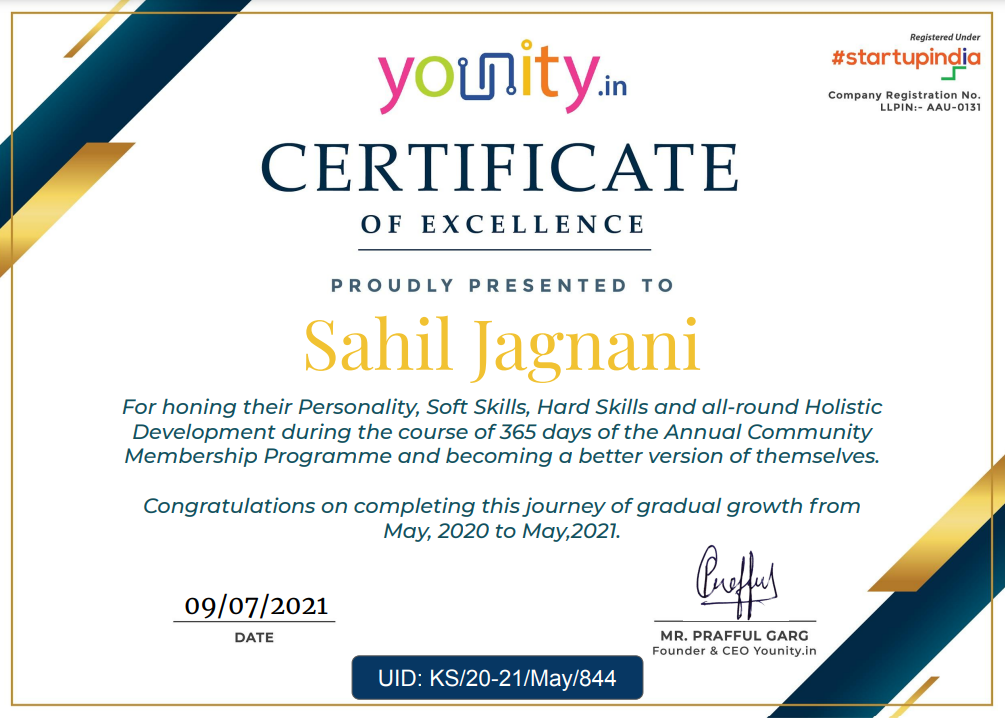 younity.in
Registered Under
#startupindia
Company Registration No.
LLPIN:- AAU-0131
CERTIFICATE
OF EXCELLENCE
PROUDLY PRESENTED TO
Sahil Jagnani
For honing their Personality, Soft Skills, Hard Skills and all-round Holistic
Development during the course of 365 days of the Annual Community
Membership Programme and becoming a better version of themselves.
Congratulations on completing this journey of gradual growth from
May, 2020 to May,2021.
09/07/2021
DATE
Prafful
MR. PRAFFUL GARG
Founder & CEO Younity.in
UID: KS/20-21/May/844